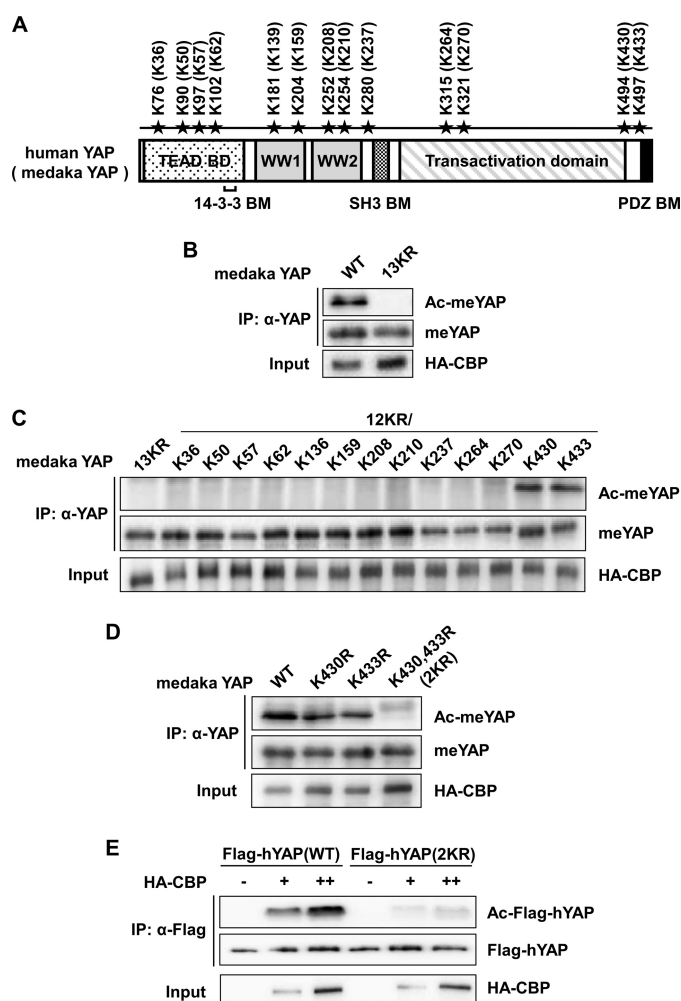 A
K76 (K36)
K90 (K50)
K97 (K57)
K102 (K62)
K181 (K139)
K204 (K159)
K252 (K208)
K254 (K210)
K280 (K237)
K315 (K264)
K321 (K270)
K494 (K430)
K497 (K433)
human YAP
( medaka YAP )
TEAD BD WW1 WW2 Transactivation domain
14-3-3 BM SH3 BM PDZ BM
B
medaka YAP WT 13KR
IP: α-YAP
Ac-meYAP
meYAP
Input HA-CBP
C
12KR/
medaka YAP 13KR K36 K50 K57 K62 K136 K159 K208 K210 K237 K264 K270 K430 K433
IP: α-YAP
Ac-meYAP
meYAP
Input HA-CBP
D
medaka YAP WT K430R K433R K430,433R (2KR)
Ac-meYAP
IP: α-YAP
meYAP
Input HA-CBP
E
Flag-hYAP(WT) Flag-hYAP(2KR)
HA-CBP - + ++ - + ++
Ac-Flag-hYAP
IP: α-Flag
Flag-hYAP
Input HA-CBP